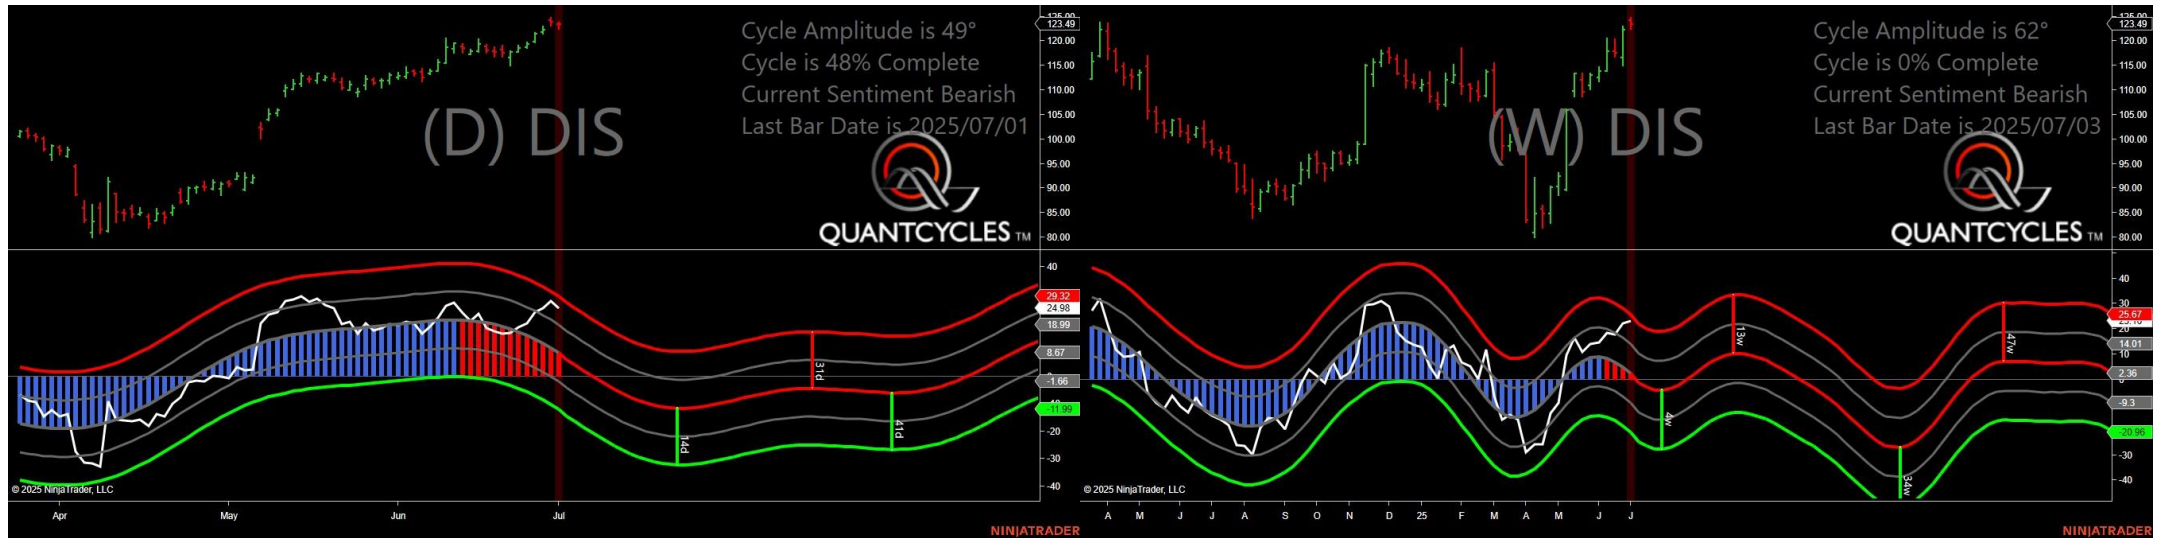 Cycle Amplitude is 49°
Cycle is 48% Complete
Current Sentiment Bearish
Last Bar Date is 2025/07/01
(D) DIS
QUANTCYCLES TM
123.49
120.00
115.00
110.00
105.00
100.00
95.00
90.00
85.00
80.00
40
29.32
24.98
18.99
8.67
-1.66
-11.99
-20
-30
-40
14d
31d
41d
© 2025 NinjaTrader, LLC
Apr May Jun Jul
NINJATRADER
Cycle Amplitude is 62°
Cycle is 0% Complete
Current Sentiment Bearish
Last Bar Date is 2025/07/03
(W) DIS
QUANTCYCLES TM
123.49
120.00
115.00
110.00
105.00
100.00
95.00
90.00
85.00
80.00
40
30
25.67
20
14.01
10
2.36
-9.3
-20.96
-30
-40
4w
13w
34w
47w
© 2025 NinjaTrader, LLC
A M J J A S O N D 25 F M A M J J
NINJATRADER